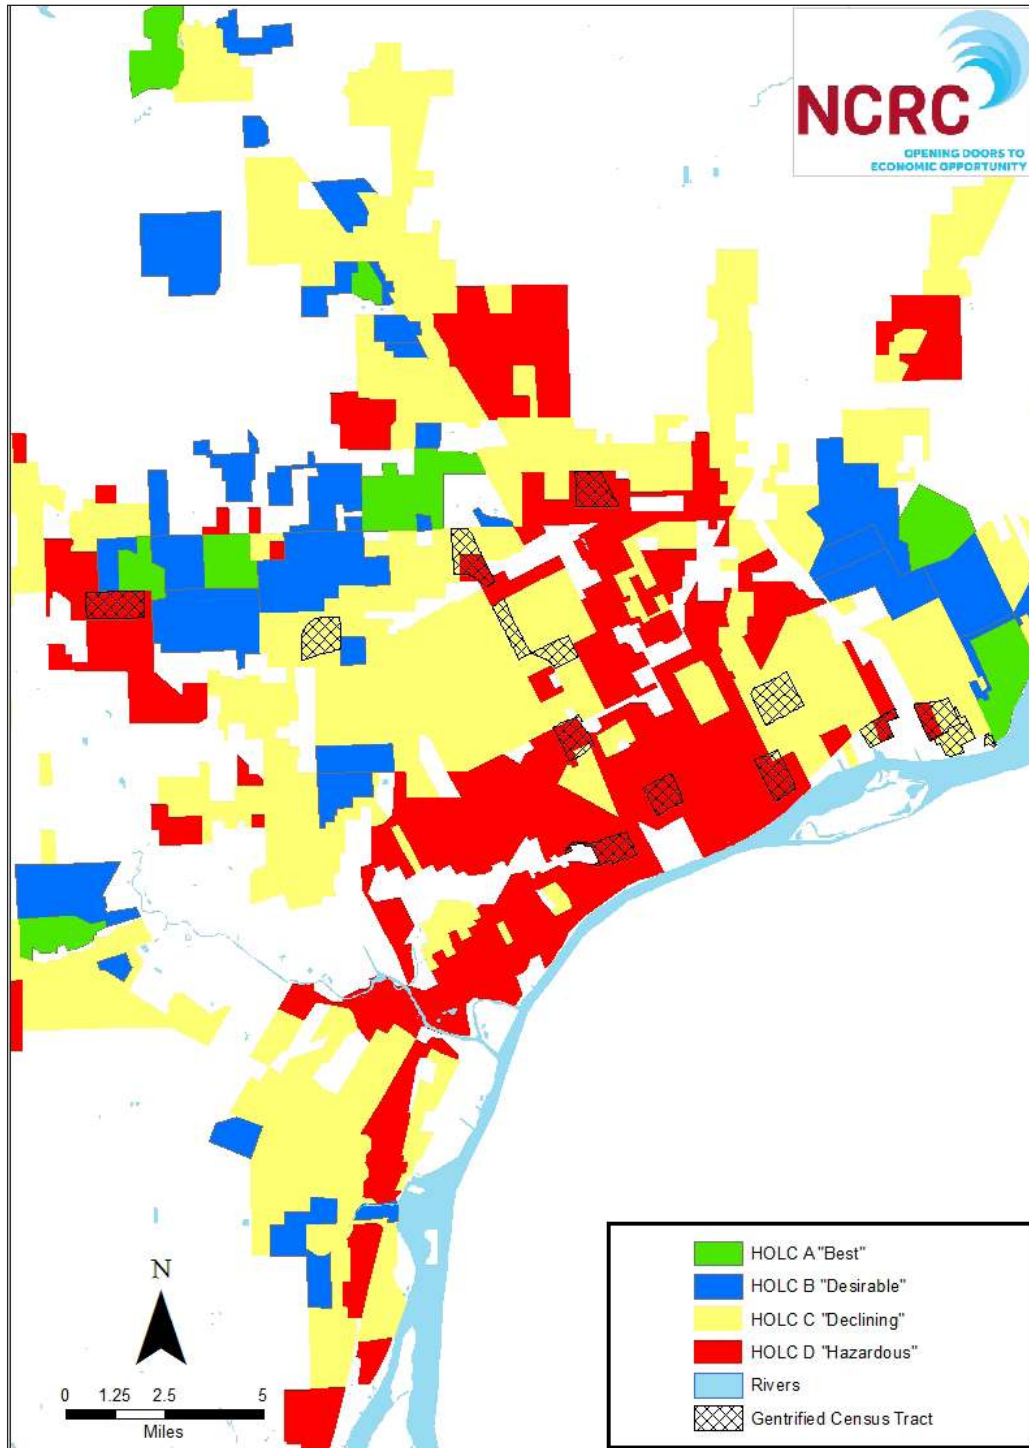 NCRC
OPENING DOORS TO
ECONOMIC OPPORTUNITY
N
0 1.25 2.5 5
Miles
HOLC A "Best"
HOLC B "Desirable"
HOLC C "Declining"
HOLC D "Hazardous"
Rivers
Gentrified Census Tract